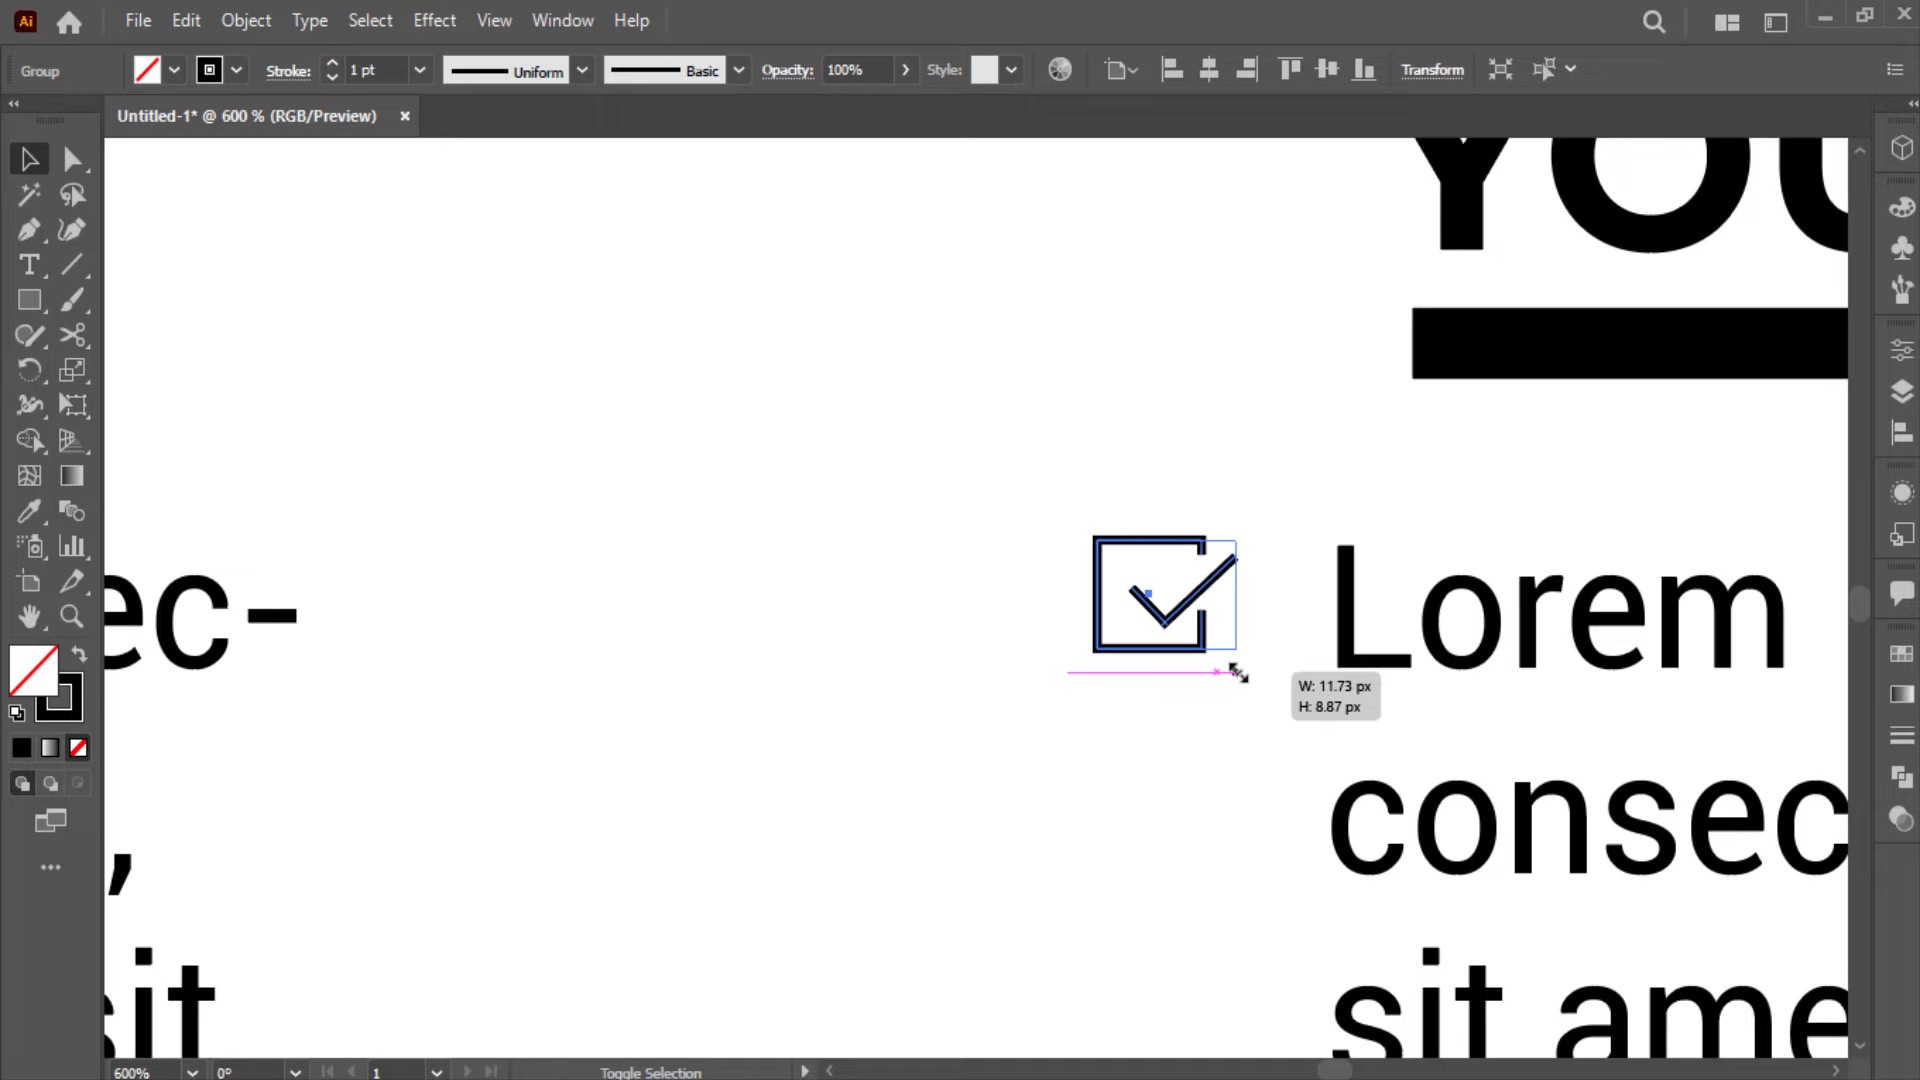 Ai File Edit Object Type Select Effect View Window Help
Group Stroke: 1 pt Uniform Basic Opacity: 100% Style: Transform
Untitled-1* @ 600 % (RGB/Preview) ×
YOU
ec-
Lorem
W: 11.73 px
H: 8.87 px
,
consec
sit
sit ame
600% 0° 1 Toggle Selection